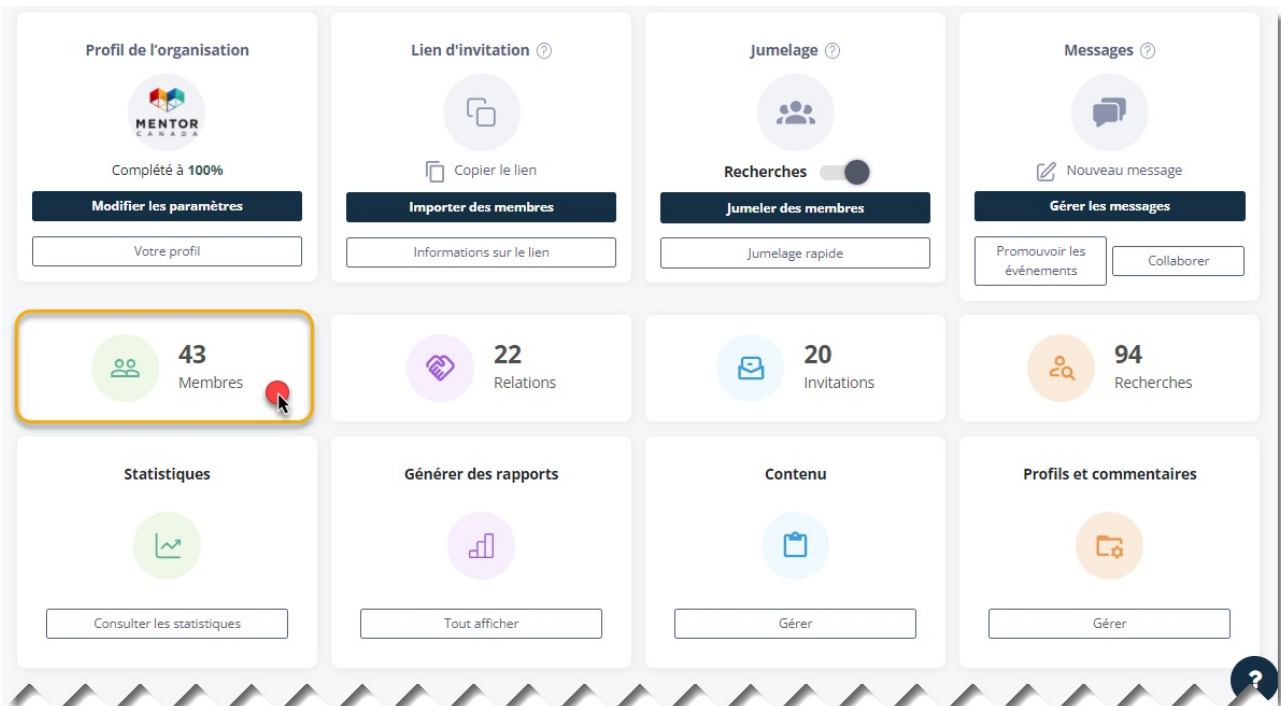 Profil de l'organisation
MENTOR
CANADA
Complété à 100%
Modifier les paramètres
Votre profil
Lien d'invitation ?
Copier le lien
Importer des membres
Informations sur le lien
Jumelage ?
Recherches
Jumeler des membres
Jumelage rapide
Messages ?
Nouveau message
Gérer les messages
Promouvoir les
événements
Collaborer
43
Membres
22
Relations
20
Invitations
94
Recherches
Statistiques
Consulter les statistiques
Générer des rapports
Tout afficher
Contenu
Gérer
Profils et commentaires
Gérer
?